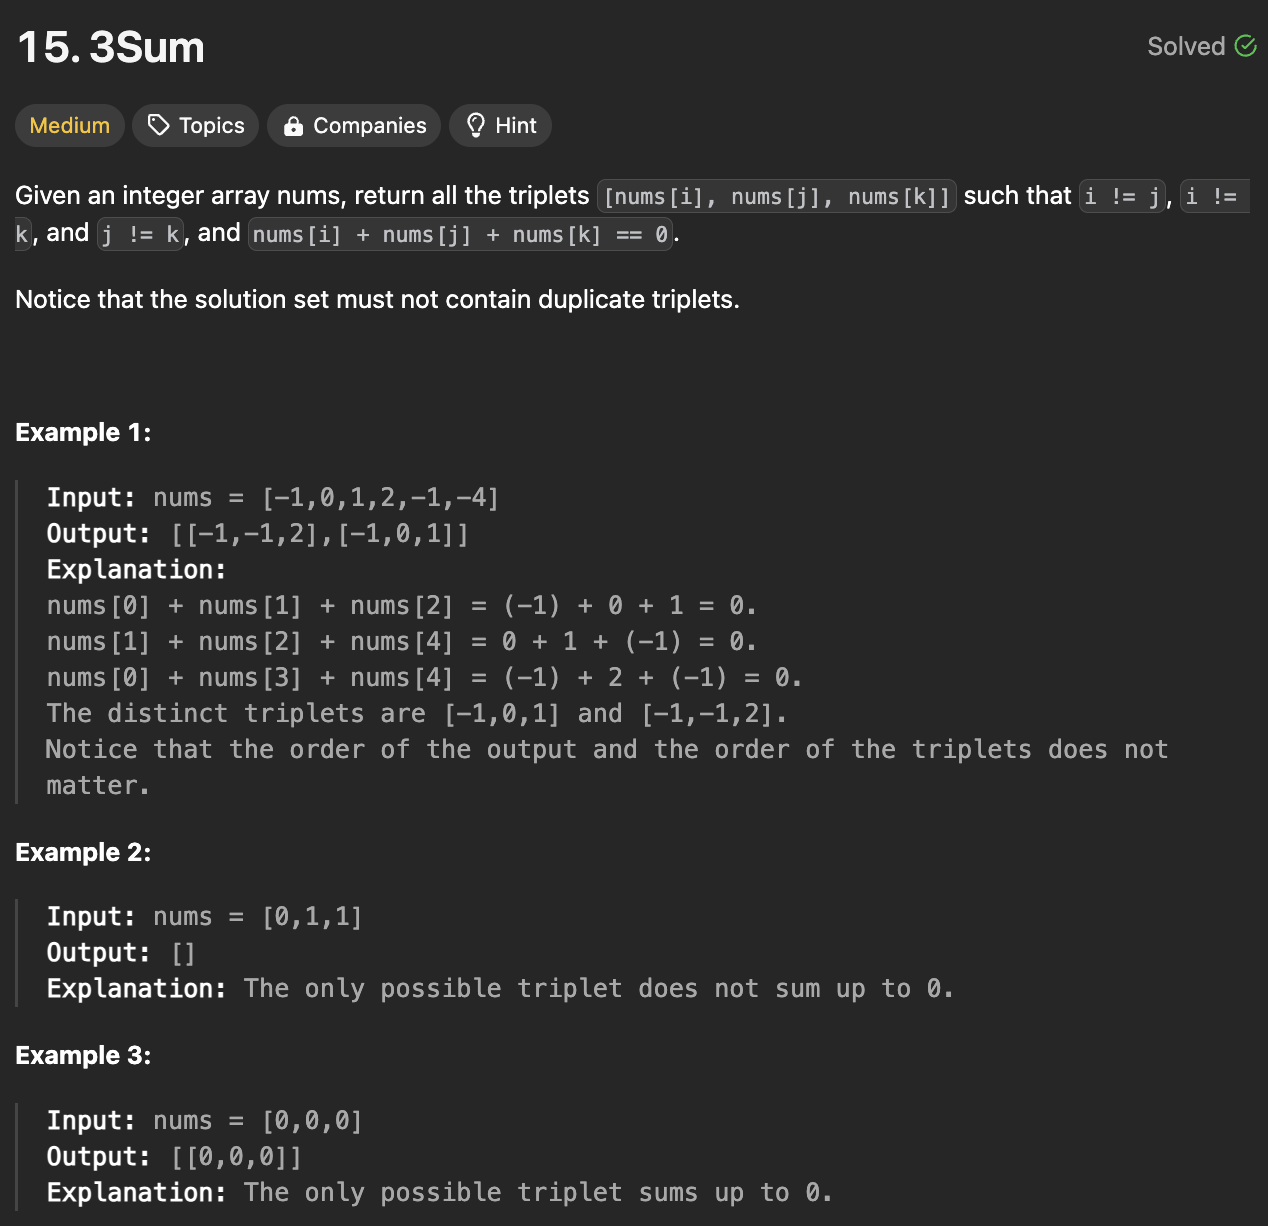 15. 3Sum
Solved
Medium
Topics
Companies
Hint
Given an integer array nums, return all the triplets [nums[i], nums[j], nums[k]] such that i != j, i !=
k, and j != k, and nums[i] + nums[j] + nums[k] == 0.
Notice that the solution set must not contain duplicate triplets.
Example 1:
Input: nums = [-1,0,1,2,-1,-4]
Output: [[-1,-1,2],[-1,0,1]]
Explanation:
nums[0] + nums[1] + nums[2] = (-1) + 0 + 1 = 0.
nums[1] + nums[2] + nums[4] = 0 + 1 + (-1) = 0.
nums[0] + nums[3] + nums[4] = (-1) + 2 + (-1) = 0.
The distinct triplets are [-1,0,1] and [-1,-1,2].
Notice that the order of the output and the order of the triplets does not
matter.
Example 2:
Input: nums = [0,1,1]
Output: []
Explanation: The only possible triplet does not sum up to 0.
Example 3:
Input: nums = [0,0,0]
Output: [[0,0,0]]
Explanation: The only possible triplet sums up to 0.